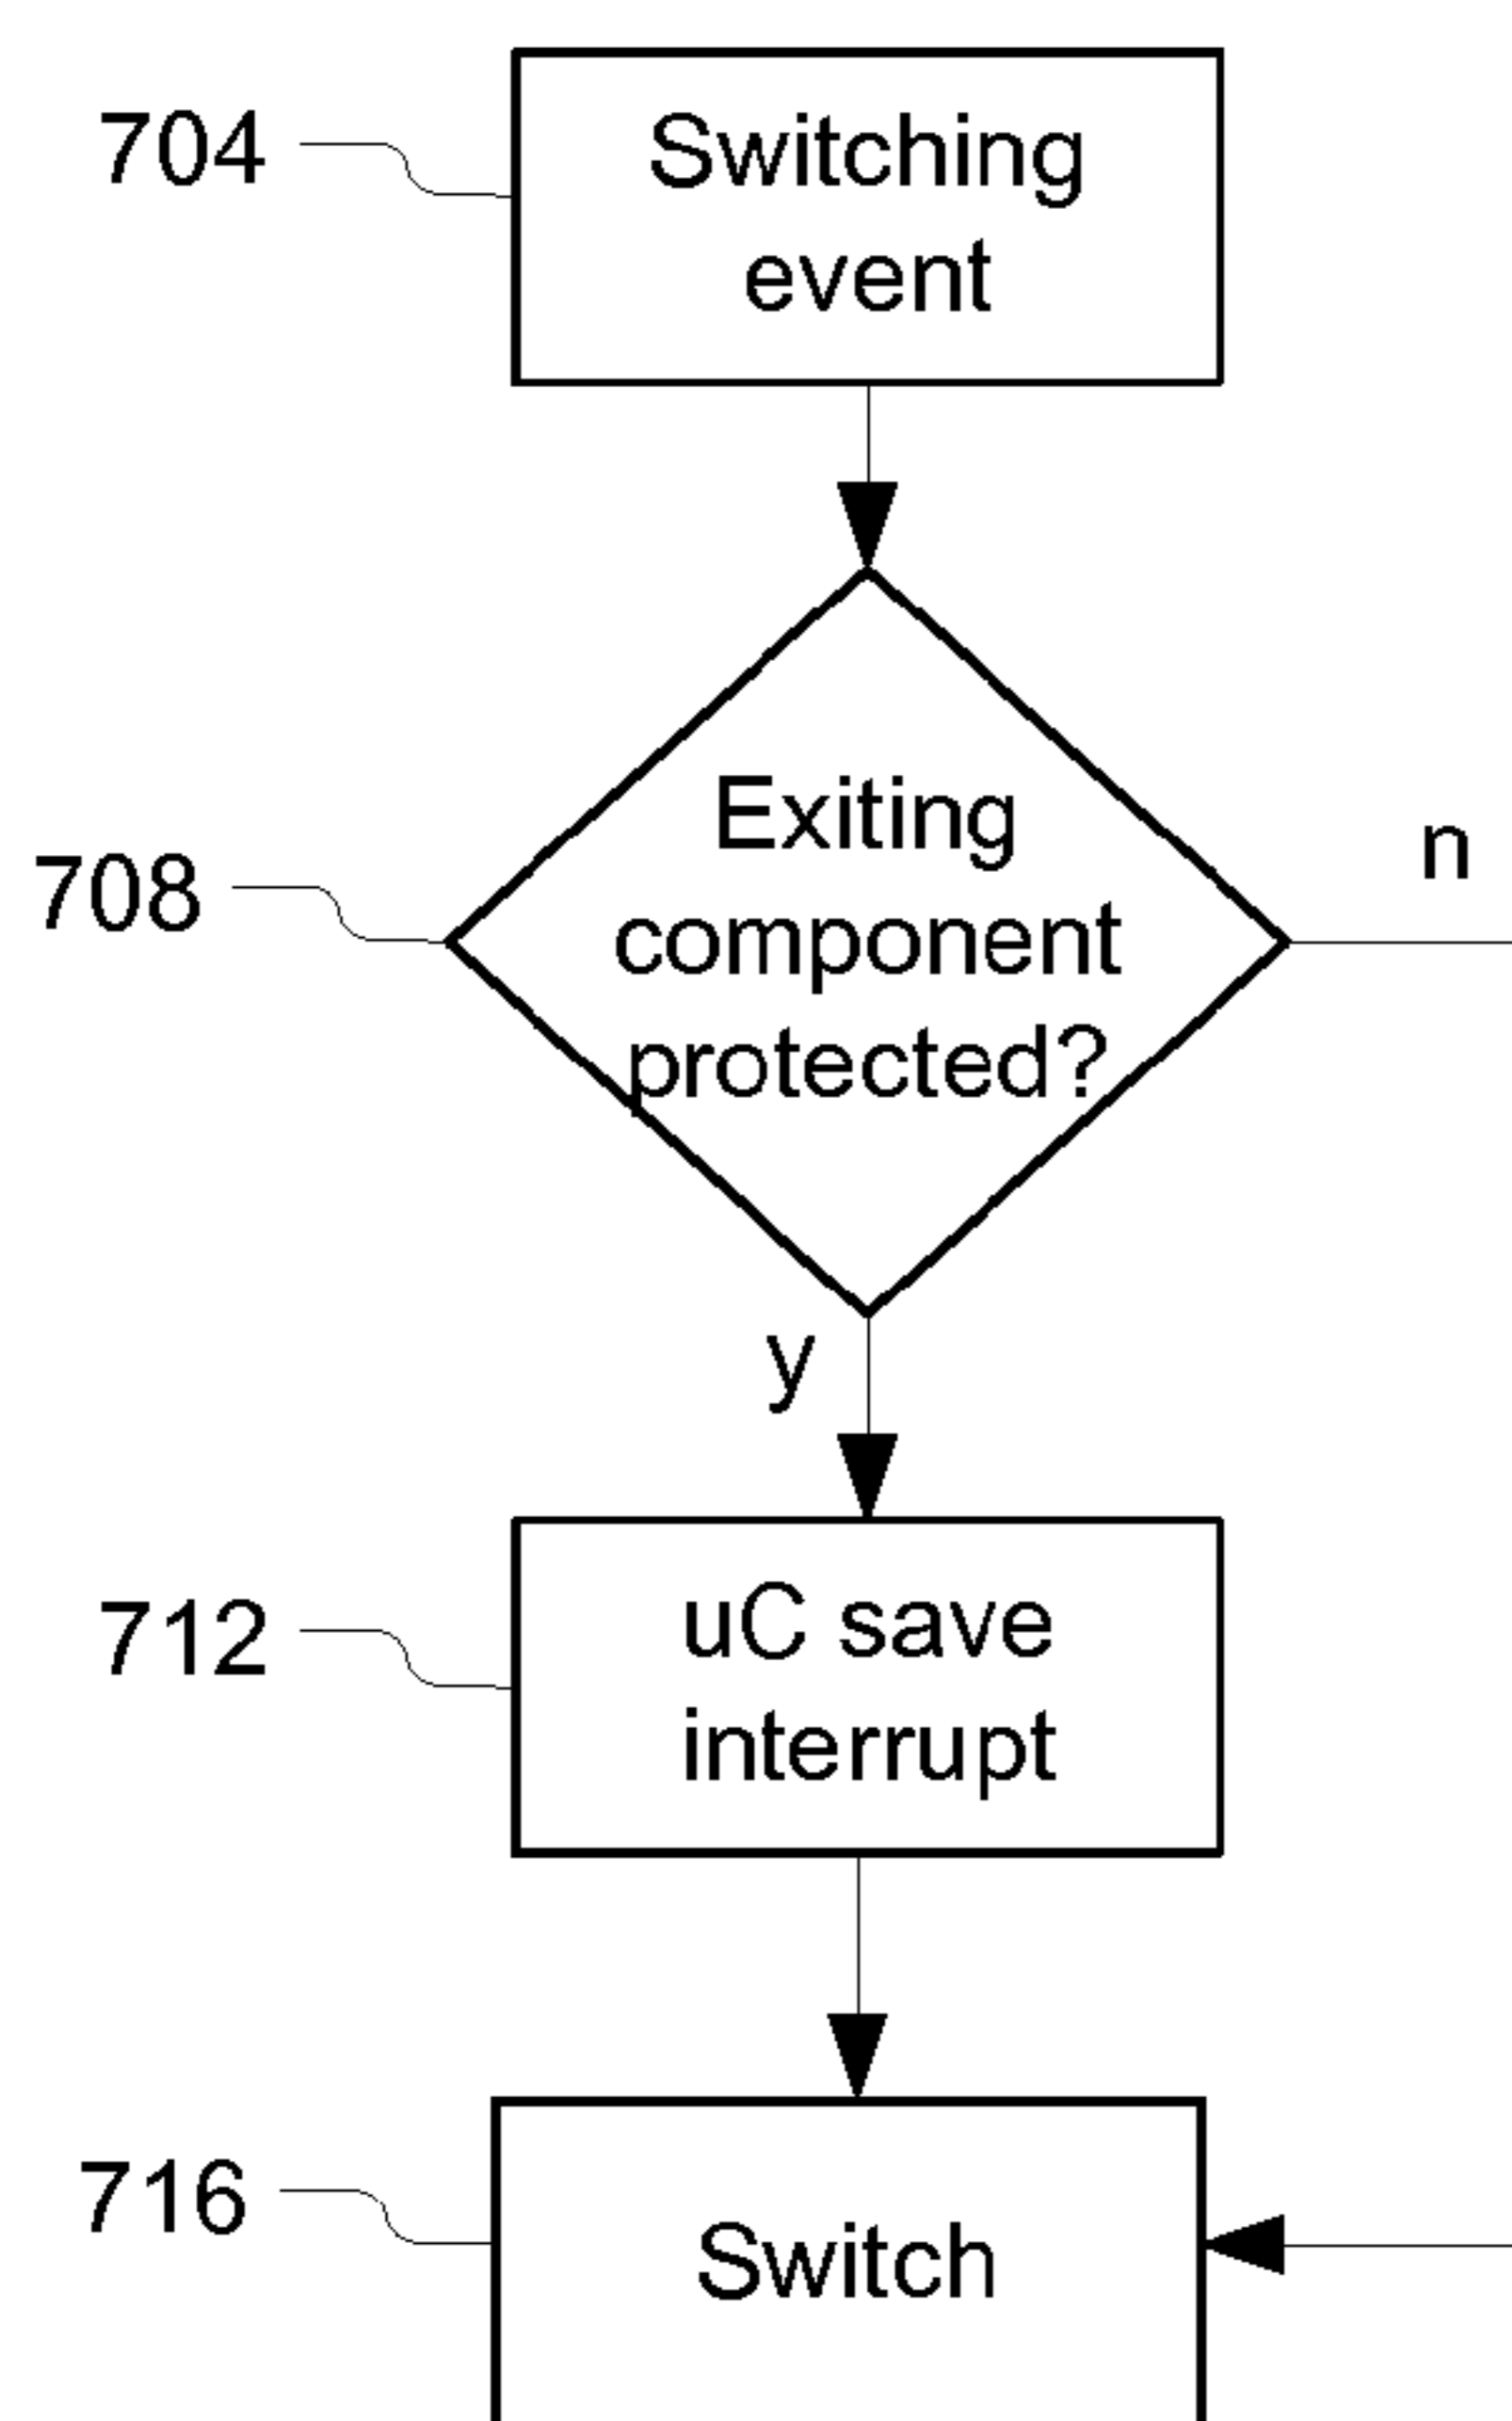 704
Switching
event
708
Exiting
component
protected?
n
y
712
uC save
interrupt
716
Switch